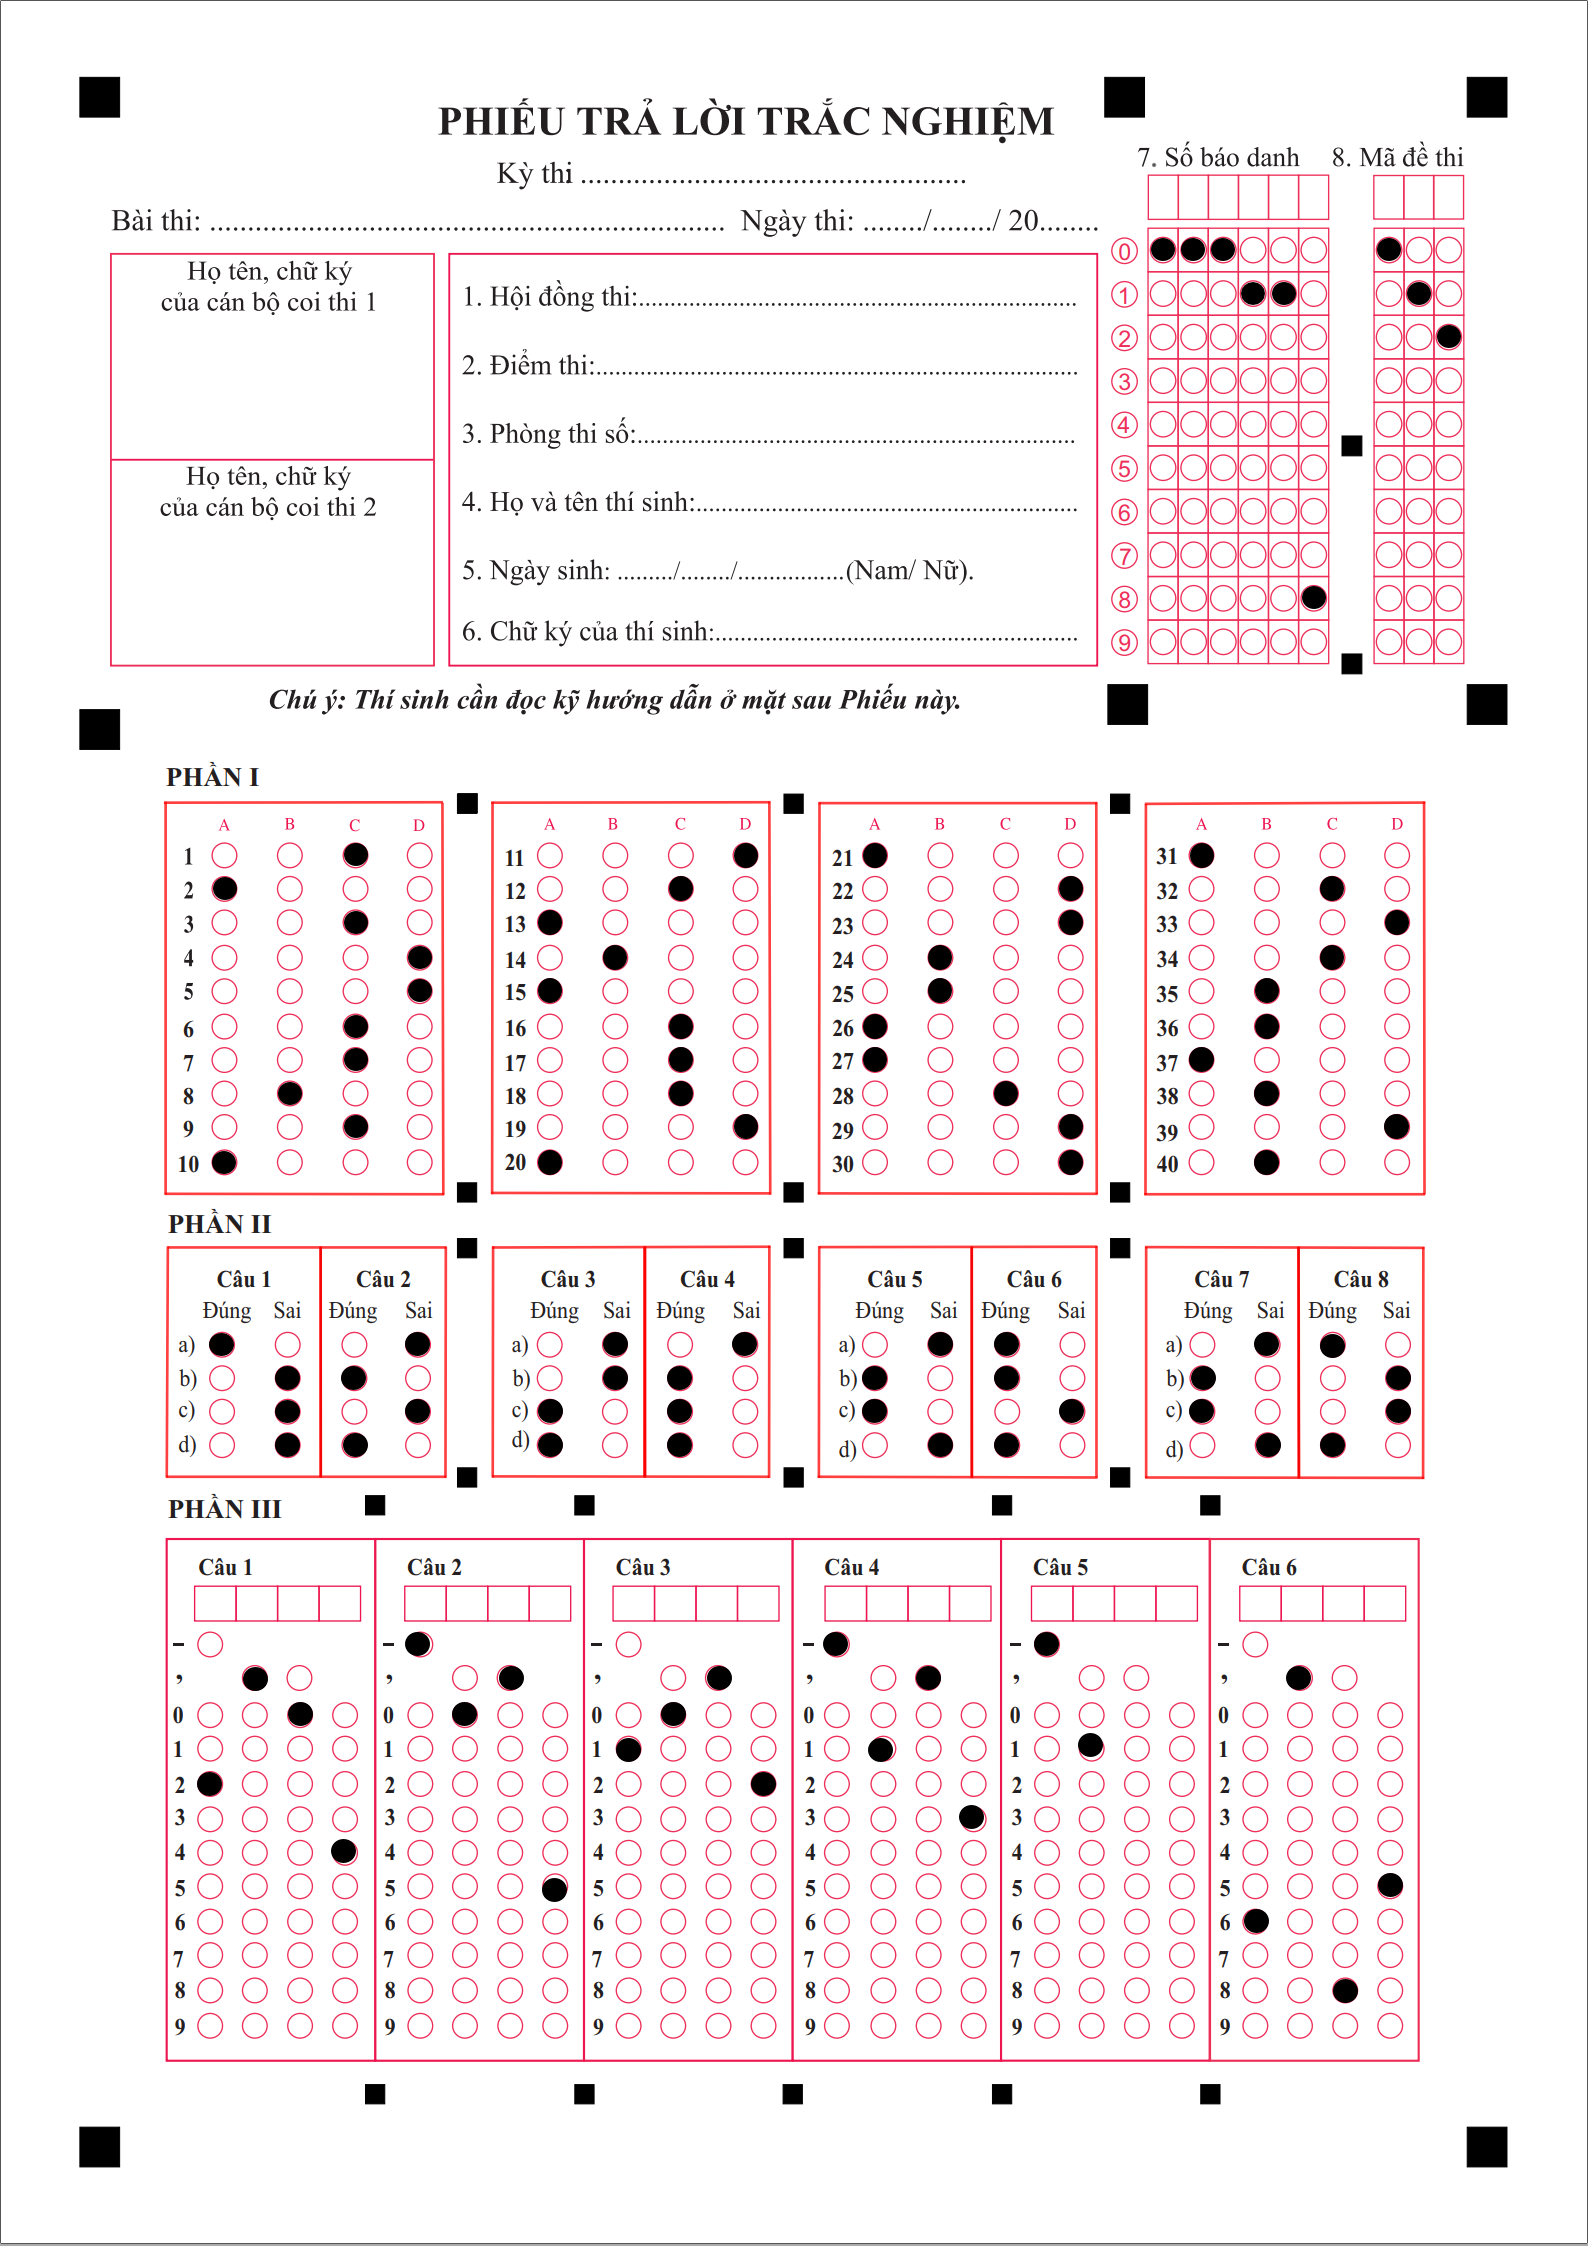 PHIẾU TRẢ LỜI TRẮC NGHIỆM
Kỳ thi ...................................................
Bài thi: .................................................................... Ngày thi: ......../......../ 20........
7. Số báo danh 8. Mã đề thi
0
1
2
3
4
5
6
7
8
9
Họ tên, chữ ký
của cán bộ coi thi 1
Họ tên, chữ ký
của cán bộ coi thi 2
1. Hội đồng thi:......................................................................
2. Điểm thi:.............................................................................
3. Phòng thi số:......................................................................
4. Họ và tên thí sinh:.............................................................
5. Ngày sinh: ........./......../.................(Nam/ Nữ).
6. Chữ ký của thí sinh:..........................................................
Chú ý: Thí sinh cần đọc kỹ hướng dẫn ở mặt sau Phiếu này.
PHẦN I
A B C D A B C D A B C D A B C D
1 11 21 31
2 12 22 32
3 13 23 33
4 14 24 34
5 15 25 35
6 16 26 36
7 17 27 37
8 18 28 38
9 19 29 39
10 20 30 40
PHẦN II
Câu 1 Câu 2 Câu 3 Câu 4 Câu 5 Câu 6 Câu 7 Câu 8
Đúng Sai Đúng Sai Đúng Sai Đúng Sai Đúng Sai Đúng Sai Đúng Sai Đúng Sai
a) a) a) a)
b) b) b) b)
c) c) c) c)
d) d) d) d)
PHẦN III
Câu 1 Câu 2 Câu 3 Câu 4 Câu 5 Câu 6
- - - - - -
, , , , , ,
0 0 0 0 0 0
1 1 1 1 1 1
2 2 2 2 2 2
3 3 3 3 3 3
4 4 4 4 4 4
5 5 5 5 5 5
6 6 6 6 6 6
7 7 7 7 7 7
8 8 8 8 8 8
9 9 9 9 9 9